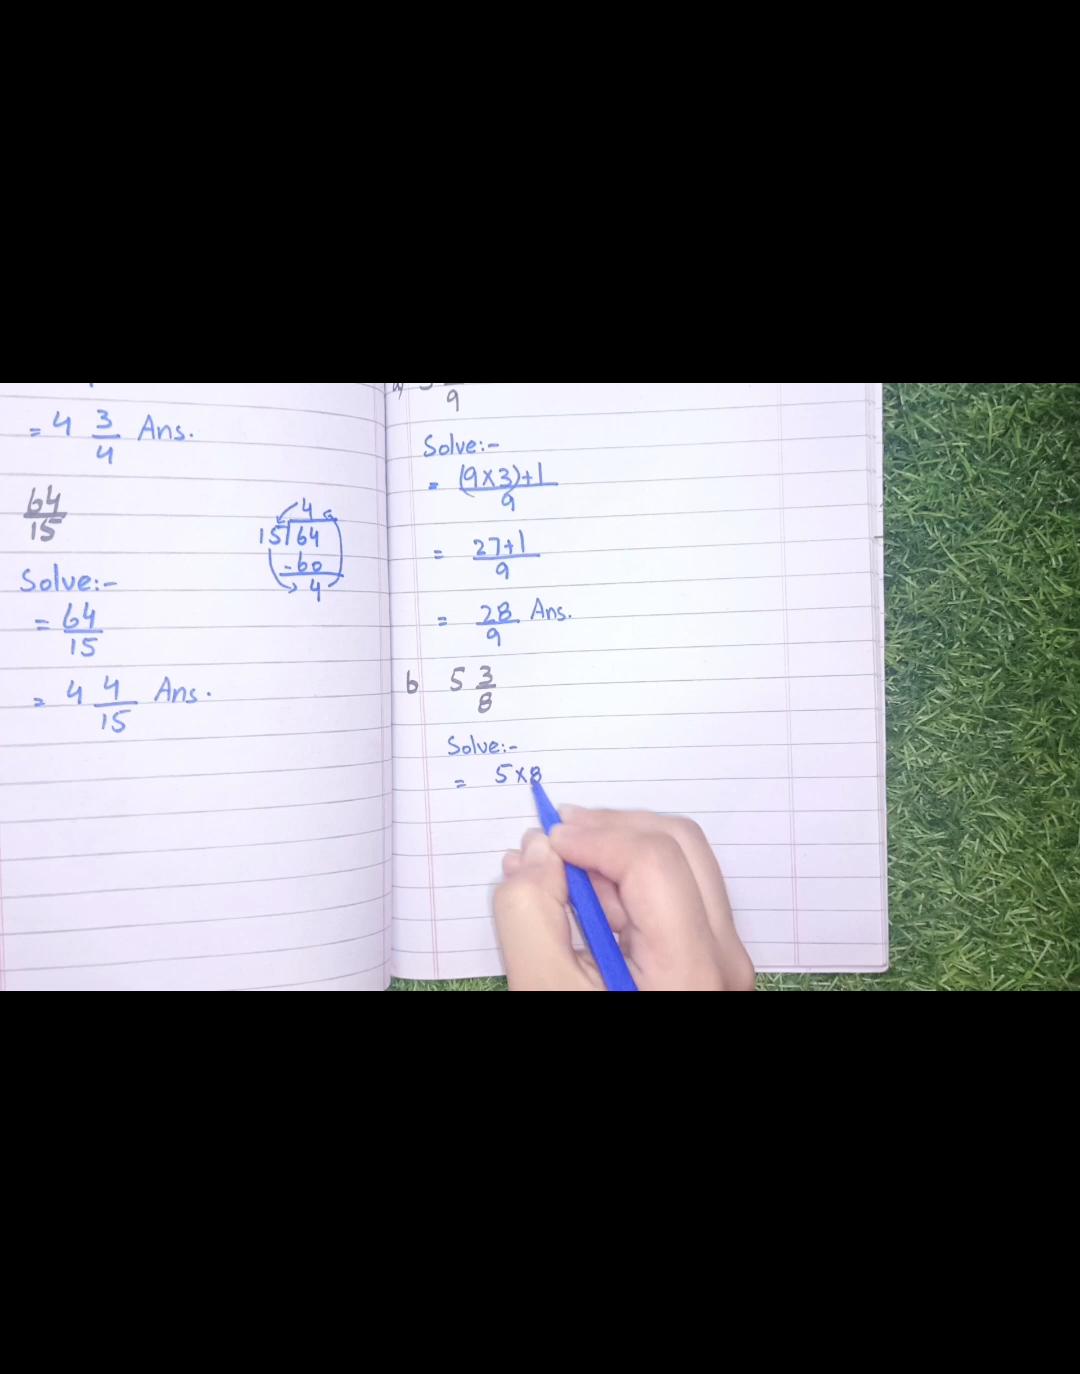 = 4 3/4 Ans.
64/15
4
15)64
-60
4
Solve:-
= 64/15
= 4 4/15 Ans.
9
Solve:-
= (9×3)+1/9
= 27+1/9
= 28/9 Ans.
b 5 3/8
Solve:-
= 5×8